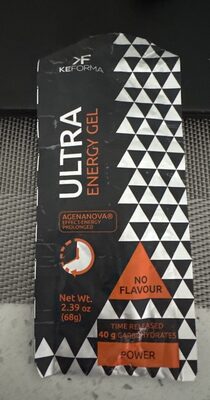 KF
KEFORMA
ULTRA
ENERGY GEL
AGENANOVA®
EFFECT-ENERGY
PROLONGED
Net Wt.
2.39 oz
(68g)
NO
FLAVOUR
TIME RELEASED
40 g CARBOHYDRATES
POWER